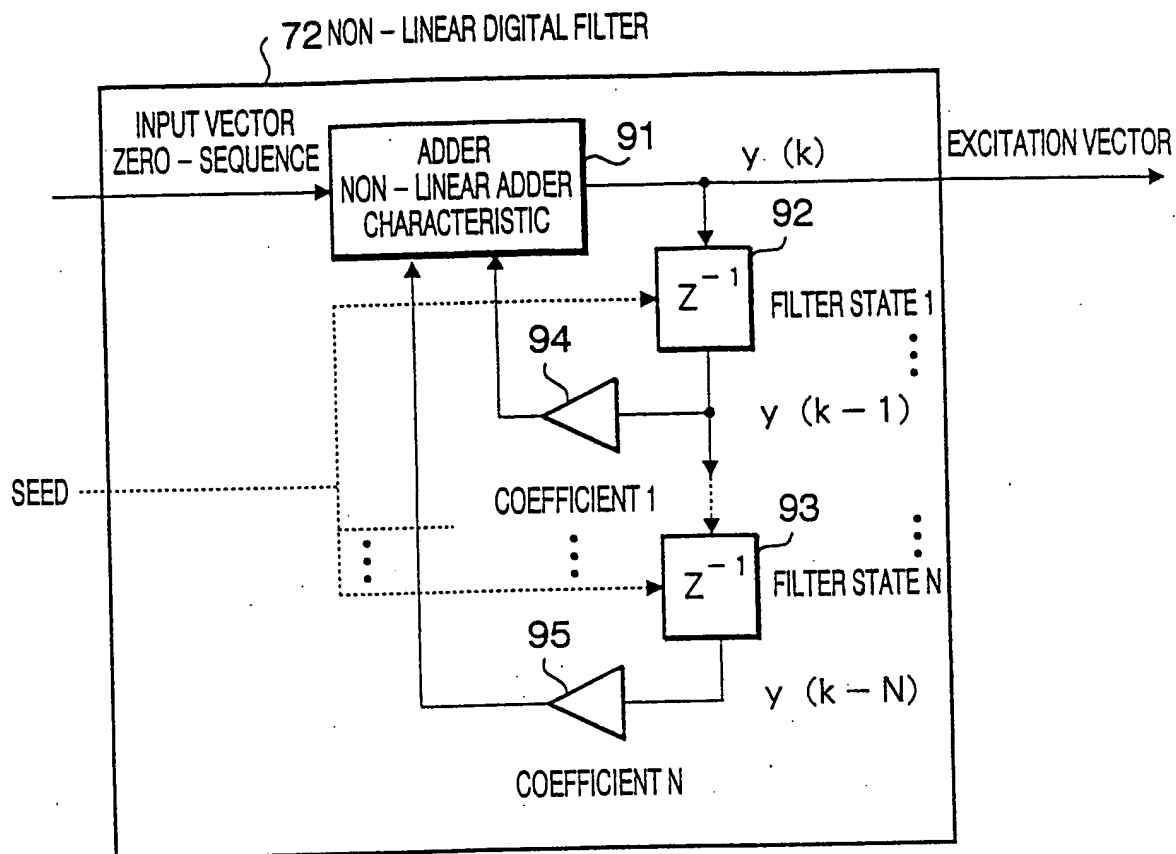 72 NON – LINEAR DIGITAL FILTER
INPUT VECTOR
ZERO – SEQUENCE
ADDER
NON – LINEAR ADDER
CHARACTERISTIC
91
y (k)
EXCITATION VECTOR
92
Z⁻¹
FILTER STATE 1
94
y (k – 1)
SEED
COEFFICIENT 1
93
Z⁻¹
FILTER STATE N
95
y (k – N)
COEFFICIENT N